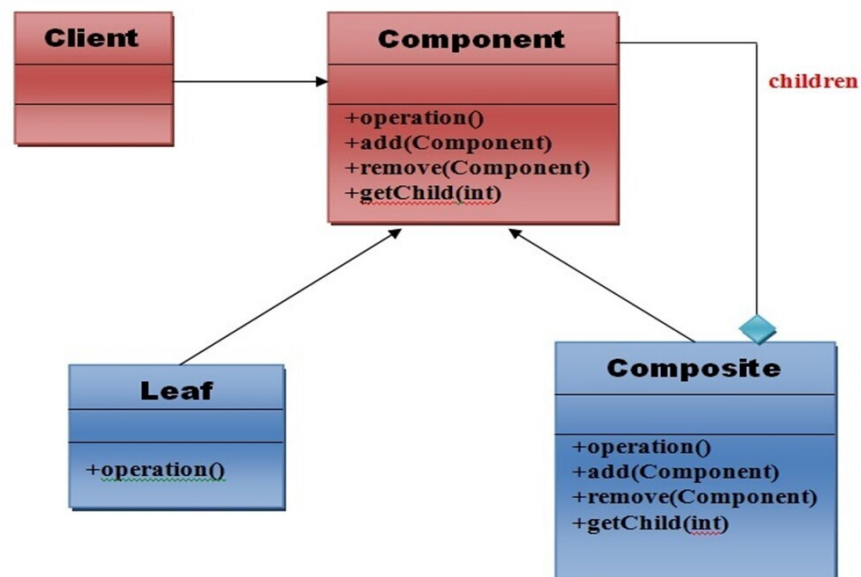 Client
Component
children
+operation()
+add(Component)
+remove(Component)
+getChild(int)
Leaf
+operation()
Composite
+operation()
+add(Component)
+remove(Component)
+getChild(int)